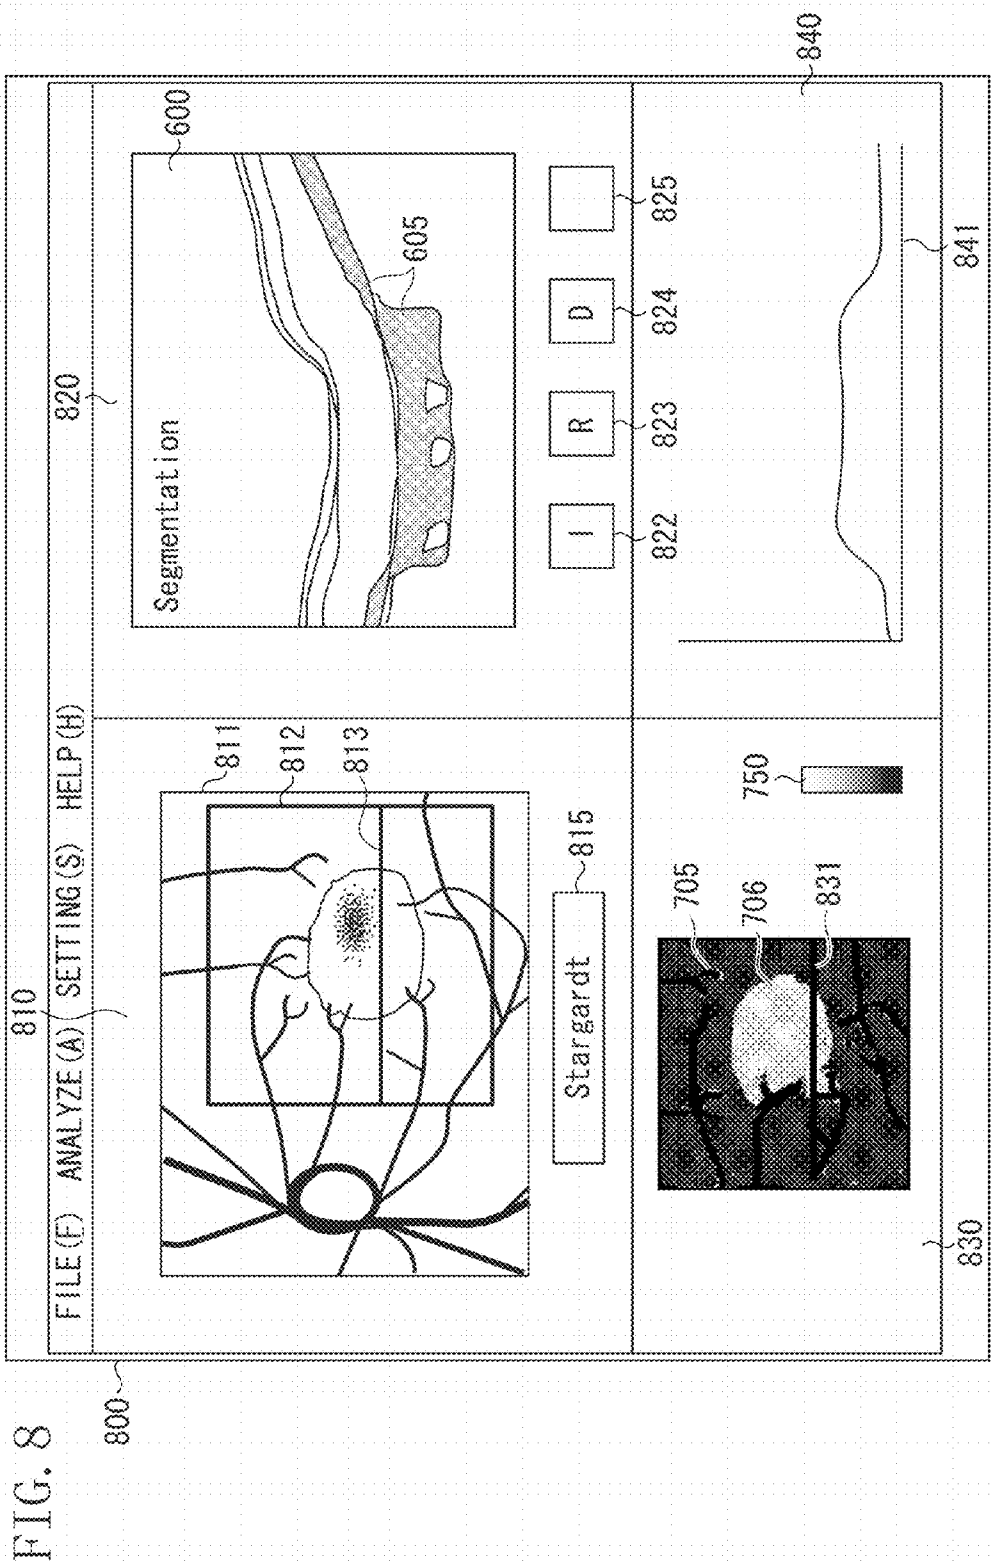 FIG. 8
800
FILE(F) ANALYZE(A) SETTING(S) HELP(H)
810
820
811
812
813
Stargardt
815
Segmentation
600
605
I
R
D
822
823
824
825
705
706
831
750
830
840
841